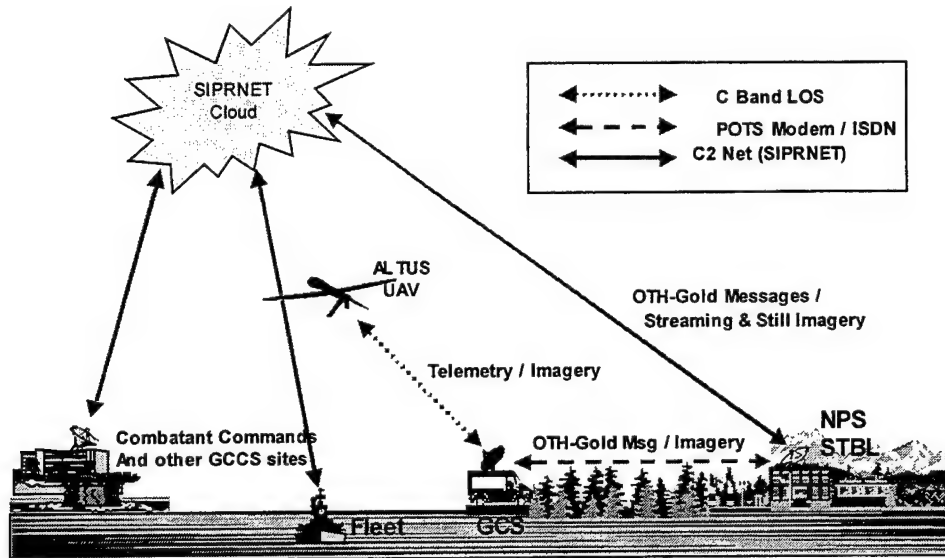 SIPRNET
Cloud
C Band LOS
POTS Modem / ISDN
C2 Net (SIPRNET)
ALTUS
UAV
OTH-Gold Messages /
Streaming & Still Imagery
Telemetry / Imagery
Combatant Commands
And other GCCS sites
OTH-Gold Msg / Imagery
NPS
STBL
Fleet
GCS